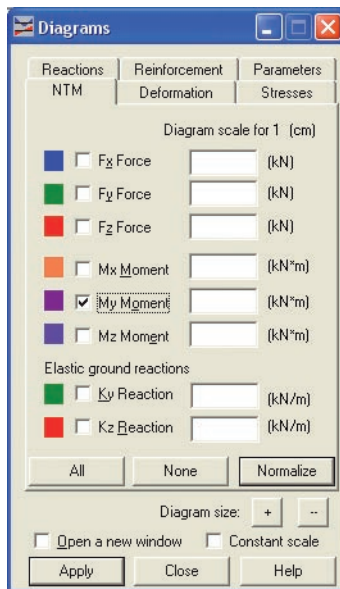 Diagrams
Reactions Reinforcement Parameters
NTM Deformation Stresses
Diagram scale for 1 (cm)
Fx Force (kN)
Fy Force (kN)
Fz Force (kN)
Mx Moment (kN*m)
My Moment (kN*m)
Mz Moment (kN*m)
Elastic ground reactions
Ky Reaction (kN/m)
Kz Reaction (kN/m)
All None Normalize
Diagram size: + --
Open a new window Constant scale
Apply Close Help